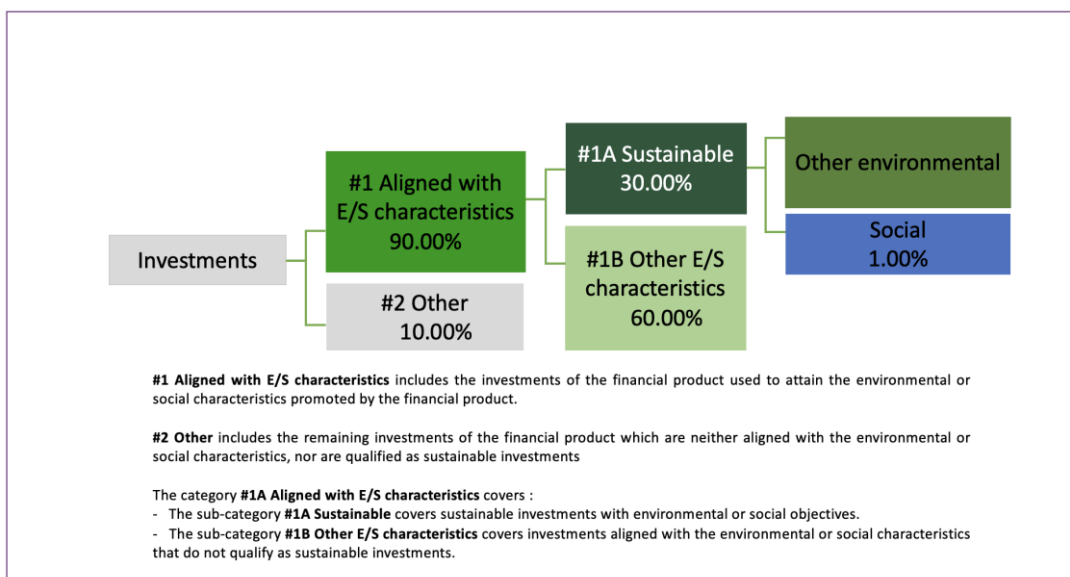 Investments
#1 Aligned with
E/S characteristics
90.00%
#2 Other
10.00%
#1A Sustainable
30.00%
#1B Other E/S
characteristics
60.00%
Other environmental
Social
1.00%
#1 Aligned with E/S characteristics includes the investments of the financial product used to attain the environmental or
social characteristics promoted by the financial product.
#2 Other includes the remaining investments of the financial product which are neither aligned with the environmental or
social characteristics, nor are qualified as sustainable investments
The category #1A Aligned with E/S characteristics covers :
- The sub-category #1A Sustainable covers sustainable investments with environmental or social objectives.
- The sub-category #1B Other E/S characteristics covers investments aligned with the environmental or social characteristics
that do not qualify as sustainable investments.